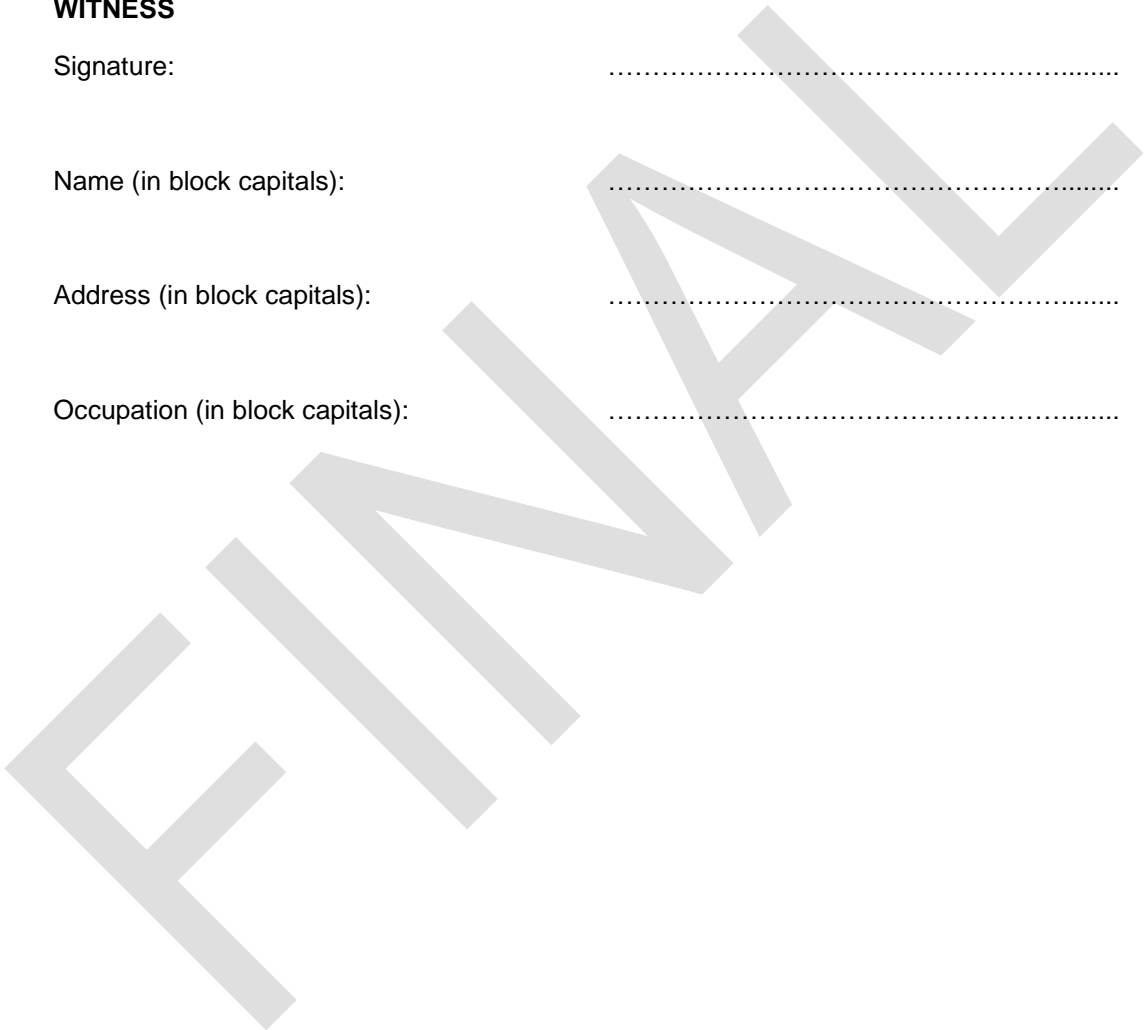 WITNESS
Signature: ……………………………………………........
Name (in block capitals): ……………………………………………........
Address (in block capitals): ……………………………………………........
Occupation (in block capitals): ……………………………………………........
FINAL